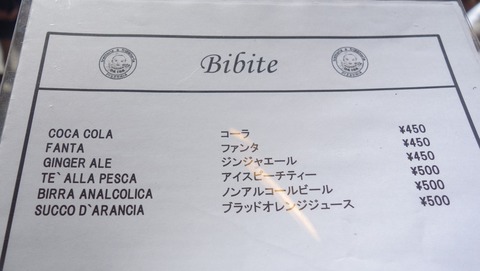 Bibite
COCA COLA コーラ ¥450
FANTA ファンタ ¥450
GINGER ALE ジンジャエール ¥450
TE` ALLA PESCA アイスピーチティー ¥500
BIRRA ANALCOLICA ノンアルコールビール ¥500
SUCCO D`ARANCIA ブラッドオレンジジュース ¥500